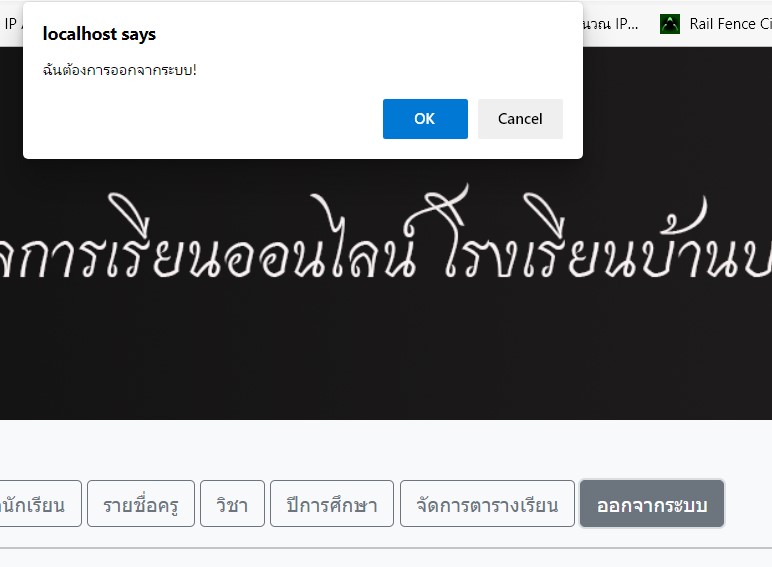 IP
นวณ IP...
Rail Fence Ci
localhost says
ฉันต้องการออกจากระบบ!
OK
Cancel
ลการเรียนออนไลน์ โรงเรียนบ้านบ
นักเรียน
รายชื่อครู
วิชา
ปีการศึกษา
จัดการตารางเรียน
ออกจากระบบ